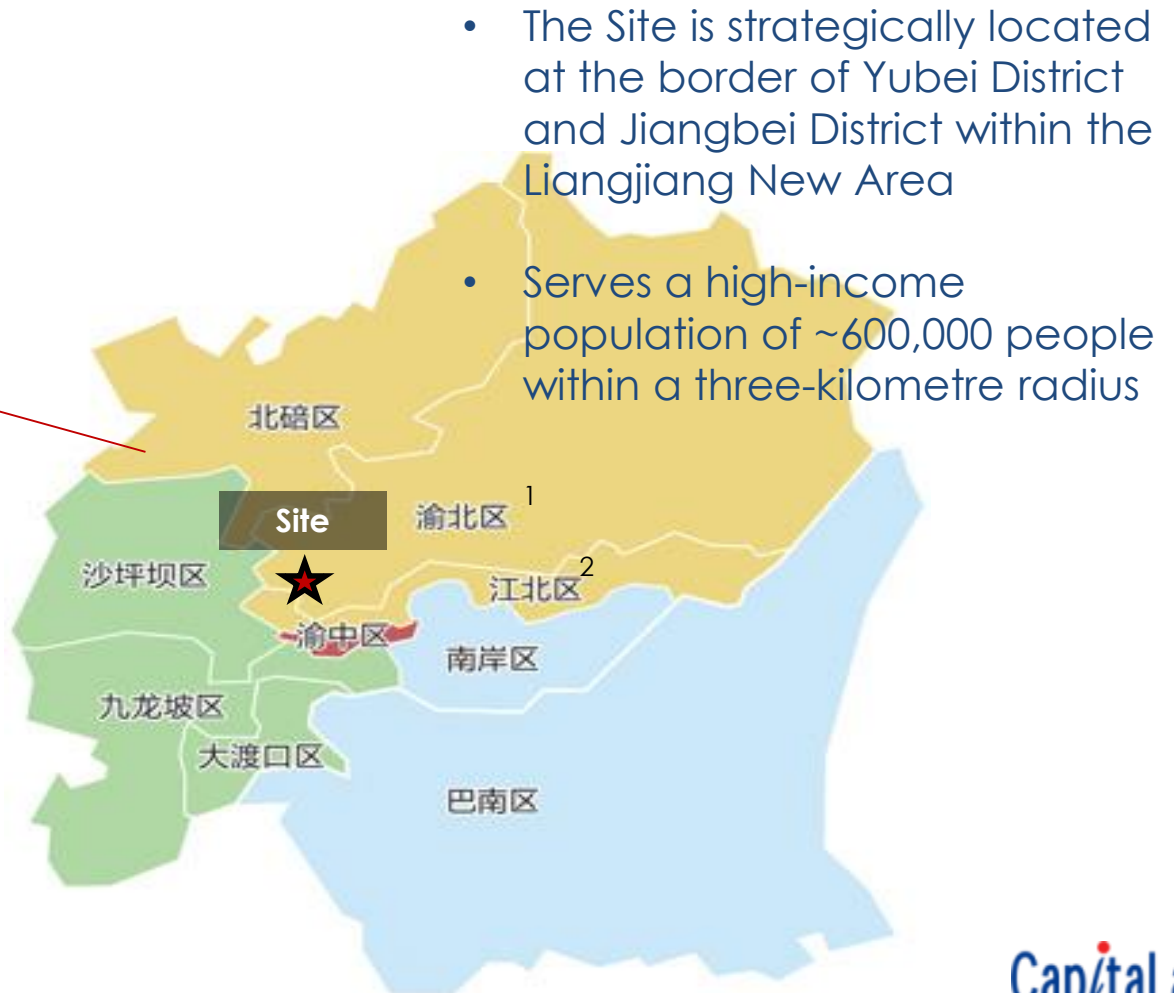 • The Site is strategically located
at the border of Yubei District
and Jiangbei District within the
Liangjiang New Area
• Serves a high-income
population of ~600,000 people
within a three-kilometre radius
北碚区
Site
渝北区 1
沙坪坝区
江北区 2
渝中区
南岸区
九龙坡区
大渡口区
巴南区
Capital